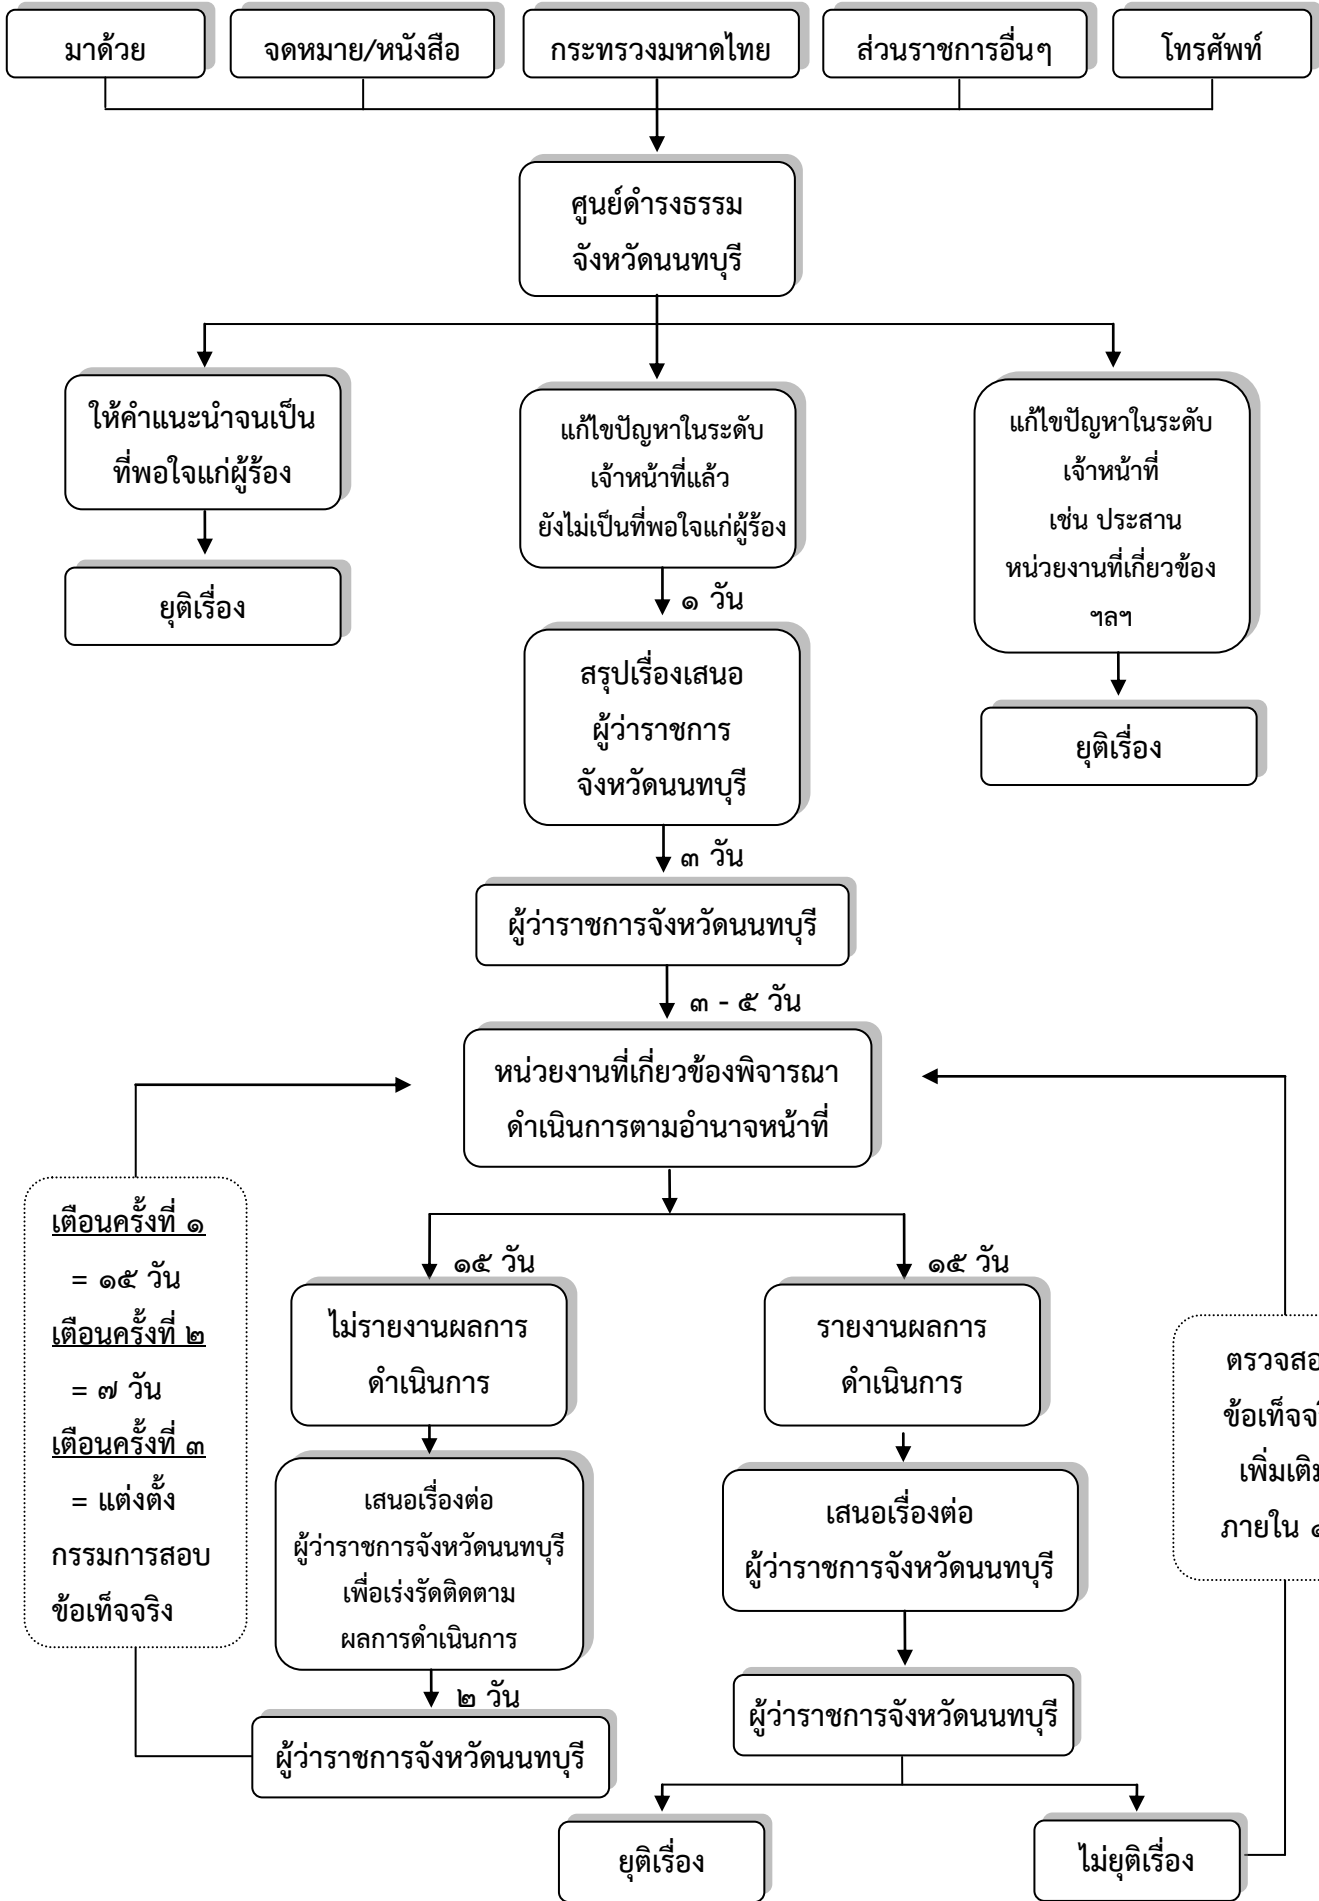 มาด้วย
จดหมาย/หนังสือ
กระทรวงมหาดไทย
ส่วนราชการอื่นๆ
โทรศัพท์
ศูนย์ดำรงธรรม
จังหวัดนนทบุรี
ให้คำแนะนำจนเป็น
ที่พอใจแก่ผู้ร้อง
ยุติเรื่อง
แก้ไขปัญหาในระดับ
เจ้าหน้าที่แล้ว
ยังไม่เป็นที่พอใจแก่ผู้ร้อง
แก้ไขปัญหาในระดับ
เจ้าหน้าที่
เช่น ประสาน
หน่วยงานที่เกี่ยวข้อง
ฯลฯ
ยุติเรื่อง
๑ วัน
สรุปเรื่องเสนอ
ผู้ว่าราชการ
จังหวัดนนทบุรี
๓ วัน
ผู้ว่าราชการจังหวัดนนทบุรี
๓ - ๕ วัน
หน่วยงานที่เกี่ยวข้องพิจารณา
ดำเนินการตามอำนาจหน้าที่
เตือนครั้งที่ ๑
= ๑๕ วัน
เตือนครั้งที่ ๒
= ๗ วัน
เตือนครั้งที่ ๓
= แต่งตั้ง
กรรมการสอบ
ข้อเท็จจริง
๑๕ วัน
ไม่รายงานผลการ
ดำเนินการ
เสนอเรื่องต่อ
ผู้ว่าราชการจังหวัดนนทบุรี
เพื่อเร่งรัดติดตาม
ผลการดำเนินการ
๒ วัน
ผู้ว่าราชการจังหวัดนนทบุรี
๑๕ วัน
รายงานผลการ
ดำเนินการ
เสนอเรื่องต่อ
ผู้ว่าราชการจังหวัดนนทบุรี
ผู้ว่าราชการจังหวัดนนทบุรี
ยุติเรื่อง
ไม่ยุติเรื่อง
เพิ่มเติม
ภายใน